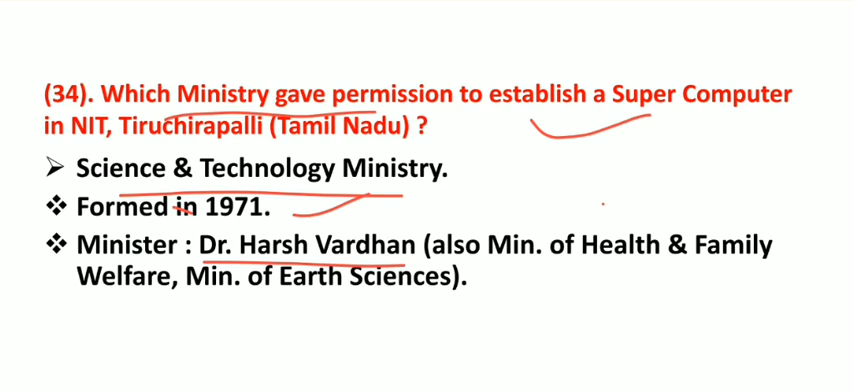 (34). Which Ministry gave permission to establish a Super Computer
in NIT, Tiruchirapalli (Tamil Nadu) ?
➢ Science & Technology Ministry.
❖ Formed in 1971.
❖ Minister : Dr. Harsh Vardhan (also Min. of Health & Family
Welfare, Min. of Earth Sciences).